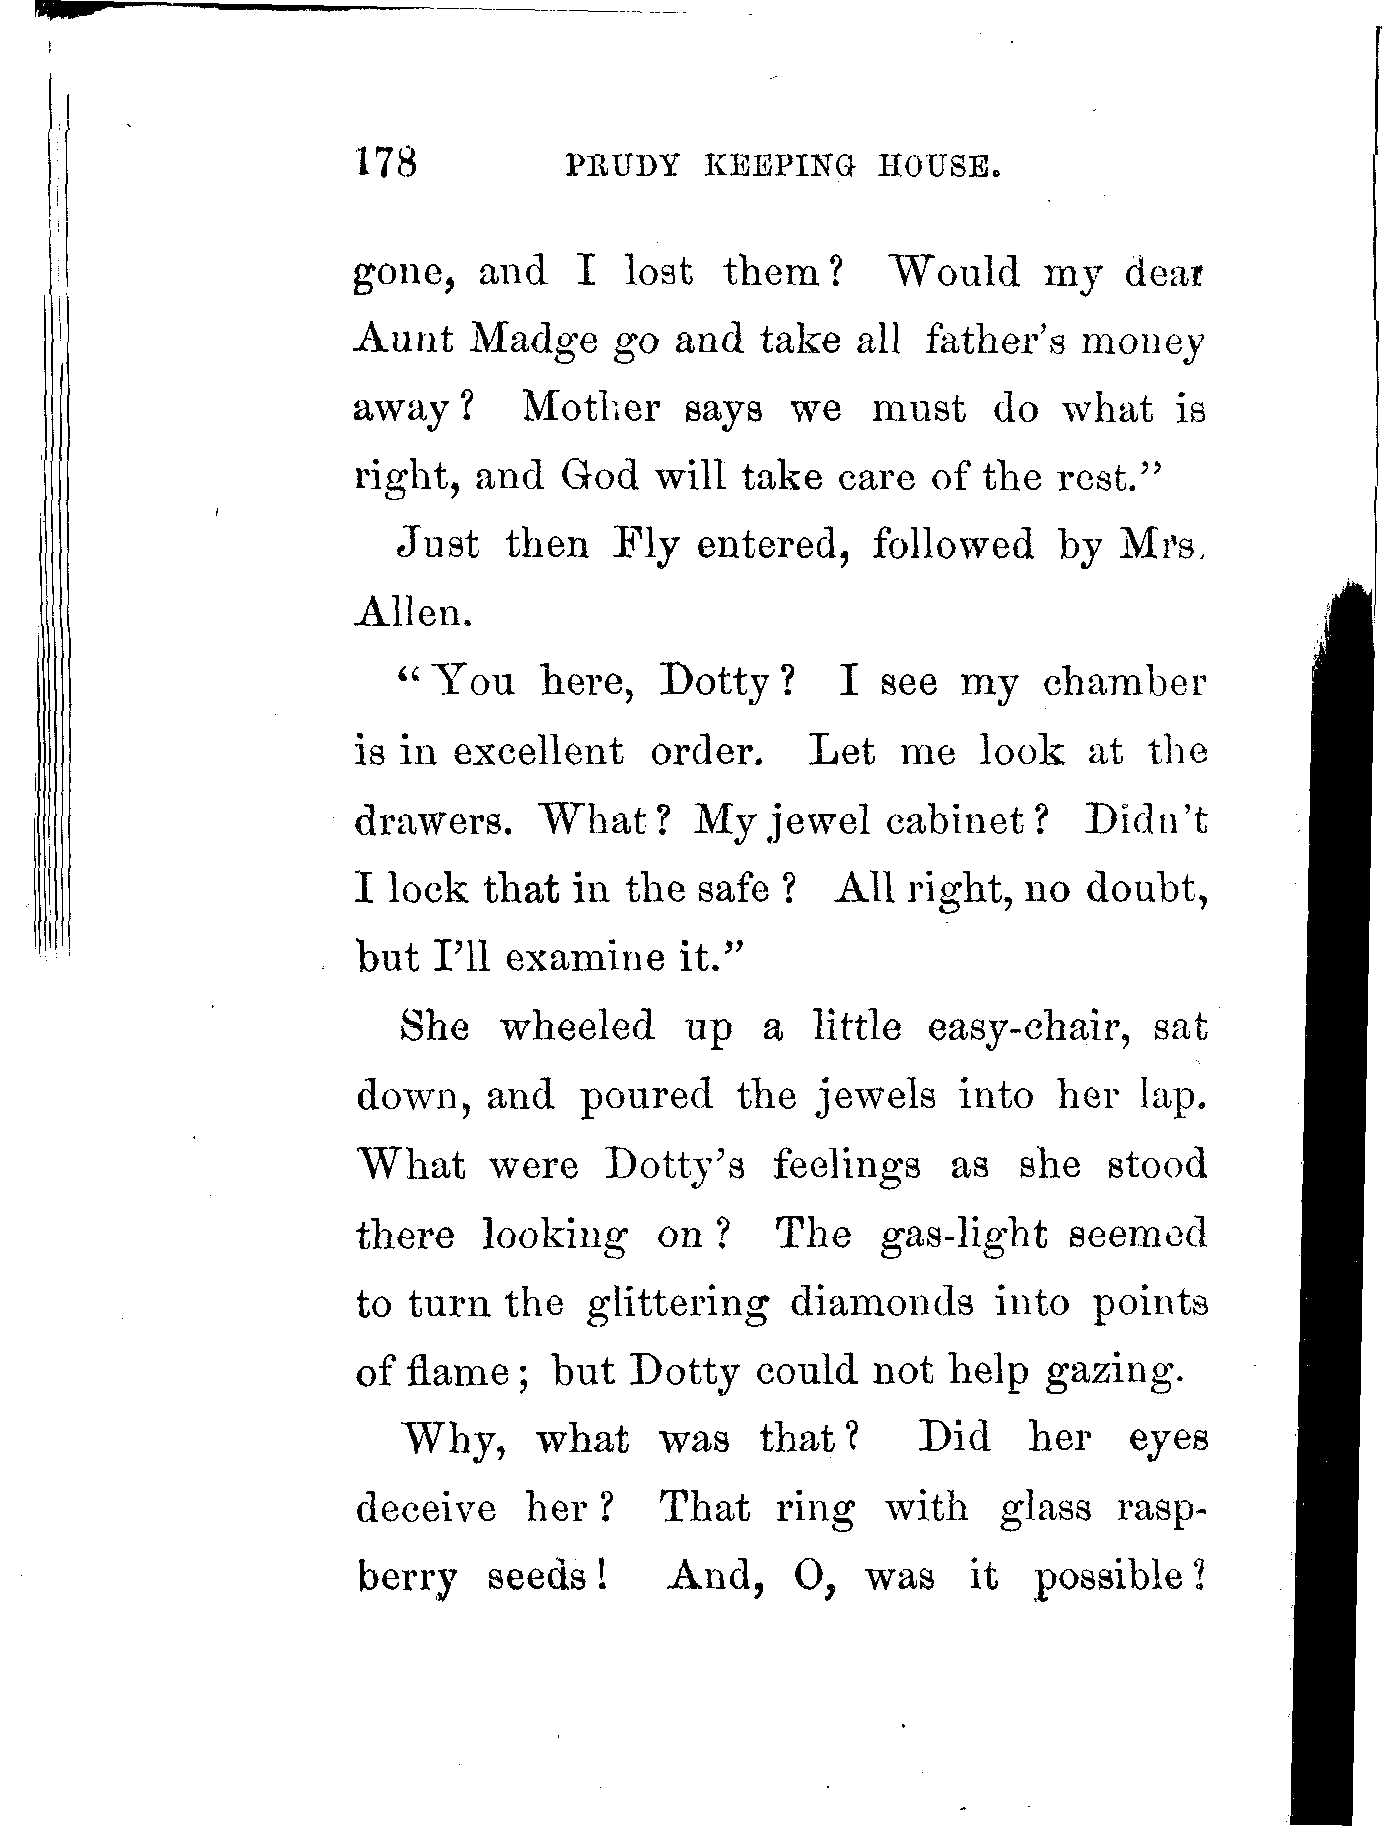 178 PRUDY KEEPING HOUSE.
gone, and I lost them? Would my dear
Aunt Madge go and take all father's money
away? Mother says we must do what is
right, and God will take care of the rest."
Just then Fly entered, followed by Mrs.
Allen.
"You here, Dotty? I see my chamber
is in excellent order. Let me look at the
drawers. What? My jewel cabinet? Didn't
I lock that in the safe? All right, no doubt,
but I'll examine it."
She wheeled up a little easy-chair, sat
down, and poured the jewels into her lap.
What were Dotty's feelings as she stood
there looking on? The gas-light seemed
to turn the glittering diamonds into points
of flame; but Dotty could not help gazing.
Why, what was that? Did her eyes
deceive her? That ring with glass rasp-
berry seeds! And, O, was it possible?